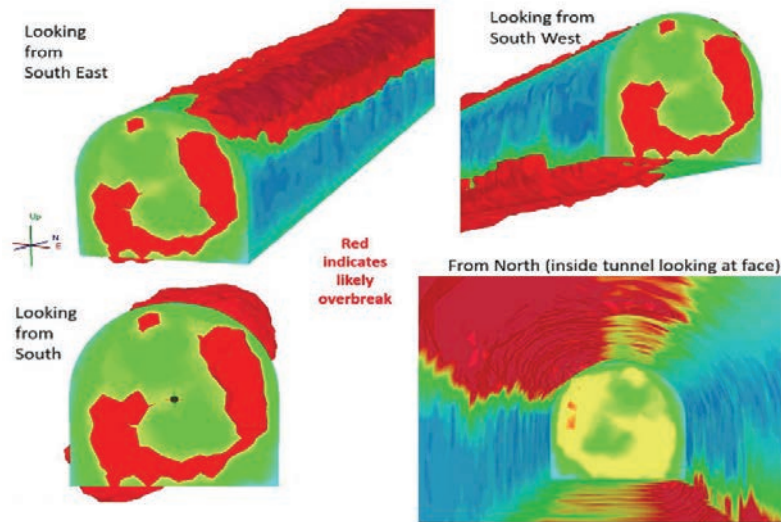 Looking
from
South East
Looking from
South West
Up
N
E
Red
indicates
likely
overbreak
From North (inside tunnel looking at face)
Looking
from
South